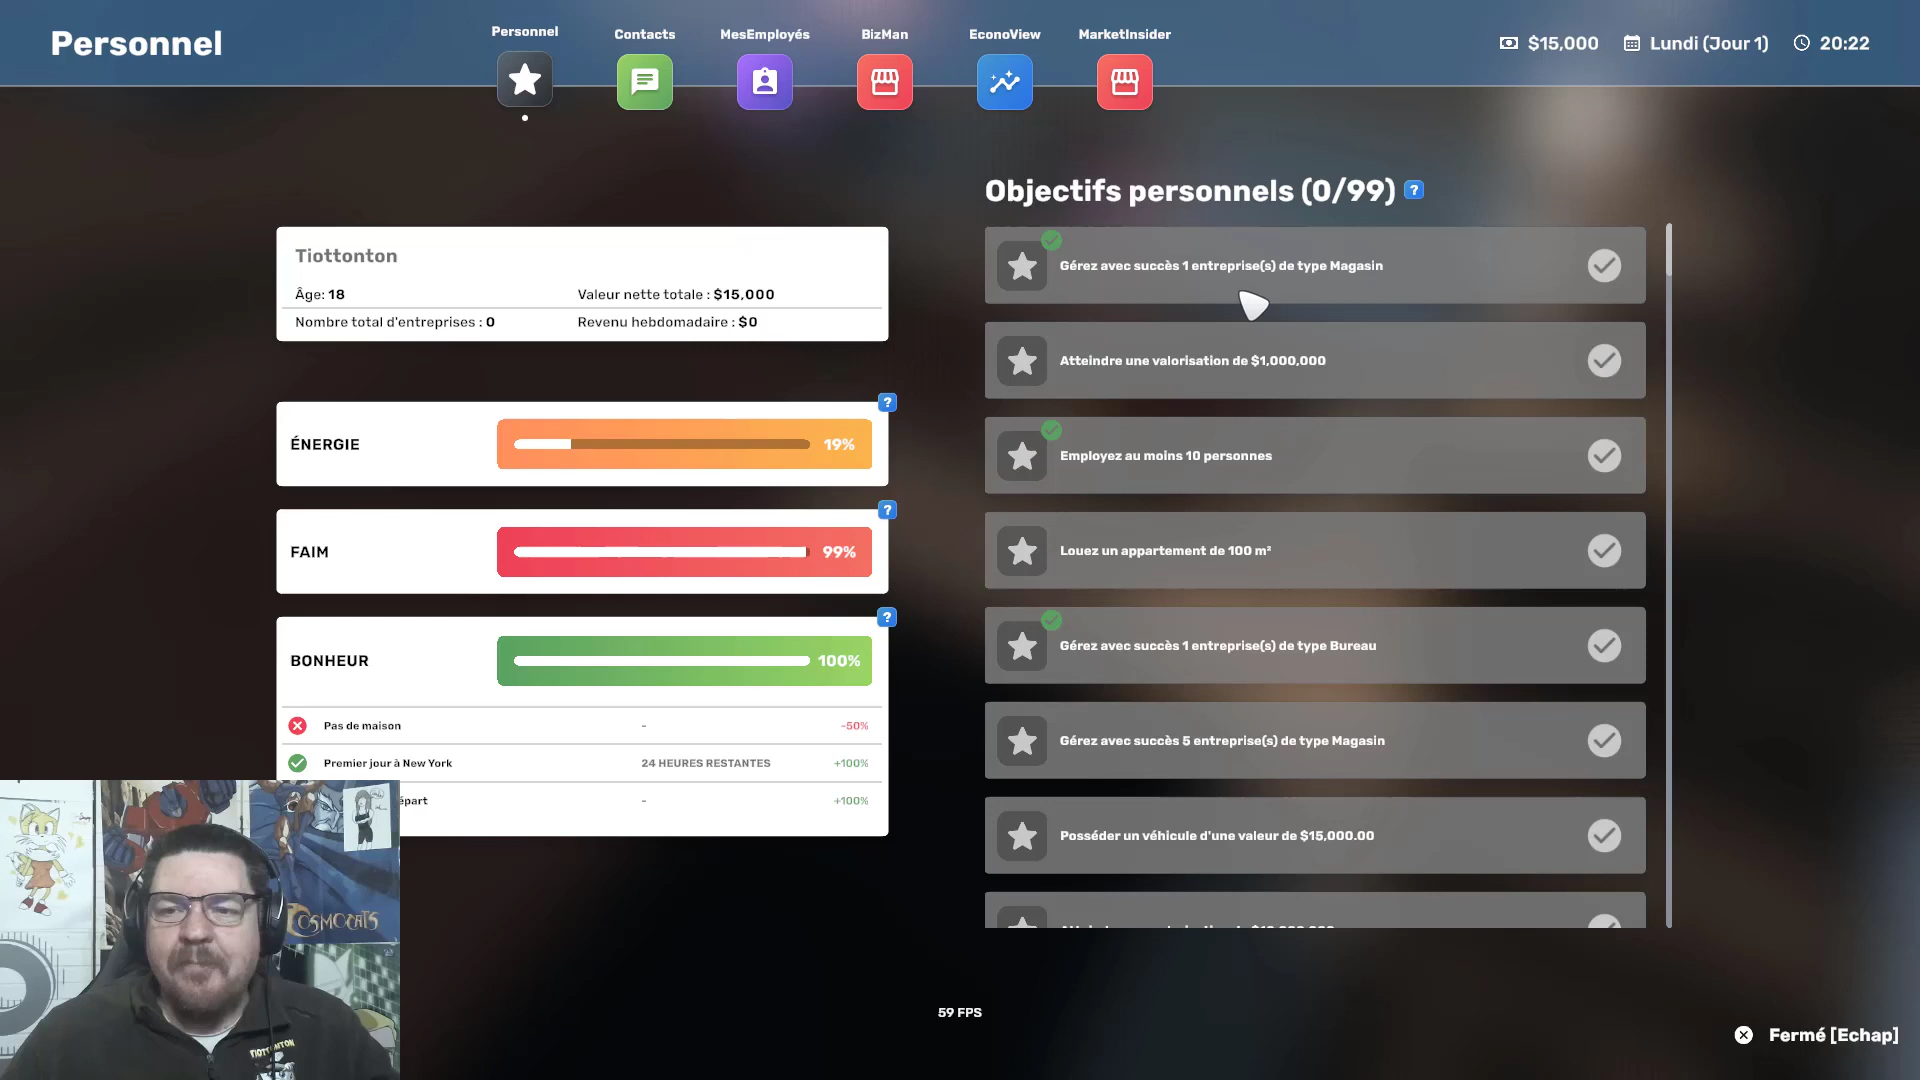 Personnel
Personnel
Contacts
MesEmployés
BizMan
EconoView
MarketInsider
$15,000
Lundi (Jour 1)
20:22
Objectifs personnels (0/99) ?
Tiottonton
Âge: 18
Valeur nette totale : $15,000
Nombre total d'entreprises : 0
Revenu hebdomadaire : $0
?
ÉNERGIE
19%
?
FAIM
99%
?
BONHEUR
100%
Pas de maison - -50%
Premier jour à New York 24 HEURES RESTANTES +100%
épart - +100%
Gérez avec succès 1 entreprise(s) de type Magasin
Atteindre une valorisation de $1,000,000
Employez au moins 10 personnes
Louez un appartement de 100 m²
Gérez avec succès 1 entreprise(s) de type Bureau
Gérez avec succès 5 entreprise(s) de type Magasin
Posséder un véhicule d'une valeur de $15,000.00
COSMOCATS
TIOTTONTON
59 FPS
Fermé [Echap]